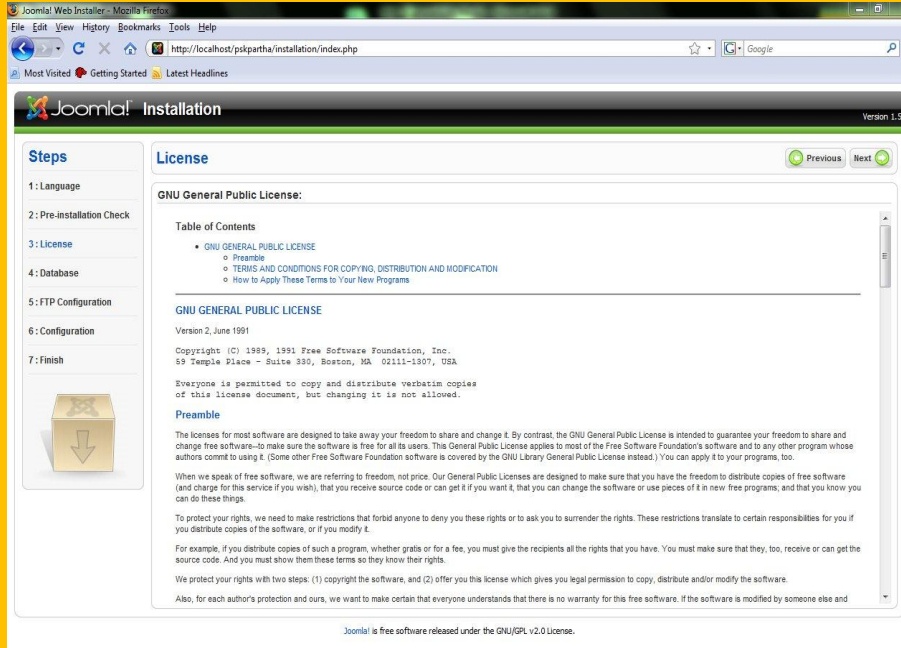 Joomla! Web Installer - Mozilla Firefox
File Edit View History Bookmarks Tools Help
http://localhost/pskpartha/installation/index.php
Google
Most Visited Getting Started Latest Headlines
Joomla! Installation
Version 1.5
Steps
1 : Language
2 : Pre-installation Check
3 : License
4 : Database
5 : FTP Configuration
6 : Configuration
7 : Finish
License
Previous Next
GNU General Public License:
Table of Contents
GNU GENERAL PUBLIC LICENSE
Preamble
TERMS AND CONDITIONS FOR COPYING, DISTRIBUTION AND MODIFICATION
How to Apply These Terms to Your New Programs
GNU GENERAL PUBLIC LICENSE
Version 2, June 1991
Copyright (C) 1989, 1991 Free Software Foundation, Inc.
59 Temple Place - Suite 330, Boston, MA 02111-1307, USA
Everyone is permitted to copy and distribute verbatim copies
of this license document, but changing it is not allowed.
Preamble
The licenses for most software are designed to take away your freedom to share and change it. By contrast, the GNU General Public License is intended to guarantee your freedom to share and
change free software--to make sure the software is free for all its users. This General Public License applies to most of the Free Software Foundation's software and to any other program whose
authors commit to using it. (Some other Free Software Foundation software is covered by the GNU Library General Public License instead.) You can apply it to your programs, too.
When we speak of free software, we are referring to freedom, not price. Our General Public Licenses are designed to make sure that you have the freedom to distribute copies of free software
(and charge for this service if you wish), that you receive source code or can get it if you want it, that you can change the software or use pieces of it in new free programs; and that you know you
can do these things.
To protect your rights, we need to make restrictions that forbid anyone to deny you these rights or to ask you to surrender the rights. These restrictions translate to certain responsibilities for you if
you distribute copies of the software, or if you modify it.
For example, if you distribute copies of such a program, whether gratis or for a fee, you must give the recipients all the rights that you have. You must make sure that they, too, receive or can get the
source code. And you must show them these terms so they know their rights.
We protect your rights with two steps: (1) copyright the software, and (2) offer you this license which gives you legal permission to copy, distribute and/or modify the software.
Also, for each author's protection and ours, we want to make certain that everyone understands that there is no warranty for this free software. If the software is modified by someone else and
Joomla! is free software released under the GNU/GPL v2.0 License.